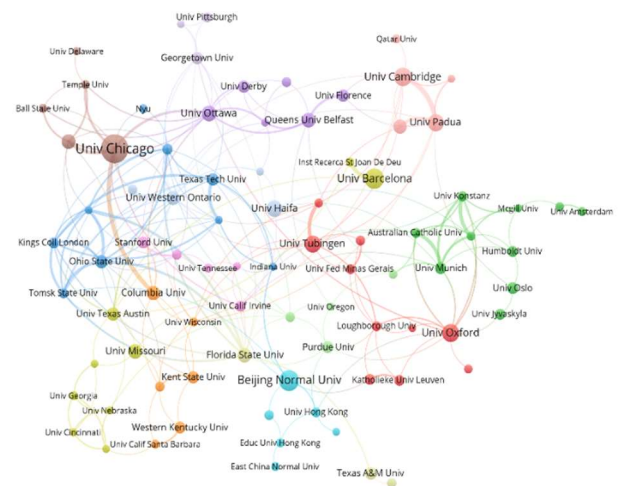 Univ Pittsburgh
Qatar Univ
Univ Delaware
Georgetown Univ
Univ Cambridge
Temple Univ
Univ Derby
Univ Florence
Ball State Univ
Nyu
Univ Ottawa
Queens Univ Belfast
Univ Padua
Univ Chicago
Inst Recerca St Joan De Deu
Texas Tech Univ
Univ Barcelona
Univ Western Ontario
Univ Konstanz
Univ Haifa
Mcgil Univ
Univ Amsterdam
Kings Coll London
Stanford Univ
Univ Tubingen
Australian Catholic Univ
Humboldt Univ
Ohio State Univ
Univ Tennessee
Indiana Univ
Univ Fed Minas Gerais
Univ Munich
Tomsk State Univ
Columbia Univ
Univ Oslo
Univ Texas Austin
Univ Calif Irvine
Univ Oregon
Univ Jyvaskyla
Univ Wisconsin
Loughborough Univ
Univ Oxford
Univ Missouri
Florida State Univ
Purdue Univ
Kent State Univ
Beijing Normal Univ
Katholieke Univ Leuven
Univ Georgia
Univ Nebraska
Univ Hong Kong
Univ Cincinnati
Western Kentucky Univ
Univ Calif Santa Barbara
Educ Univ Hong Kong
East China Normal Univ
Texas A&M Univ